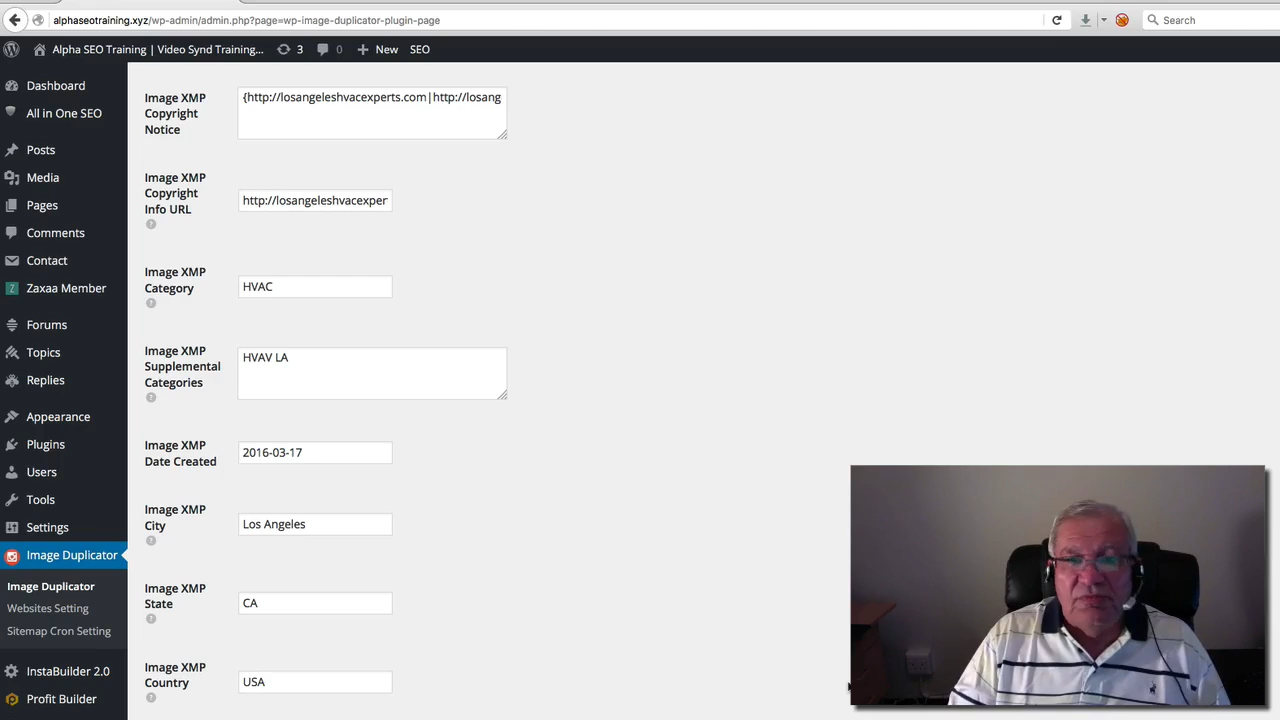 alphaseotraining.xyz/wp-admin/admin.php?page=wp-image-duplicator-plugin-page
Search
Alpha SEO Training | Video Synd Training...
3
0
New
SEO
Dashboard
All in One SEO
Posts
Media
Pages
Comments
Contact
Z
Zaxaa Member
Forums
Topics
Replies
Appearance
Plugins
Users
Tools
Settings
Image Duplicator
Image Duplicator
Websites Setting
Sitemap Cron Setting
InstaBuilder 2.0
Profit Builder
Image XMP
Copyright
Notice
{http://losangeleshvacexperts.com|http://losang
Image XMP
Copyright
Info URL
?
http://losangeleshvacexper
Image XMP
Category
?
HVAC
Image XMP
Supplemental
Categories
?
HVAV LA
Image XMP
Date Created
2016-03-17
Image XMP
City
?
Los Angeles
Image XMP
State
?
CA
Image XMP
Country
?
USA